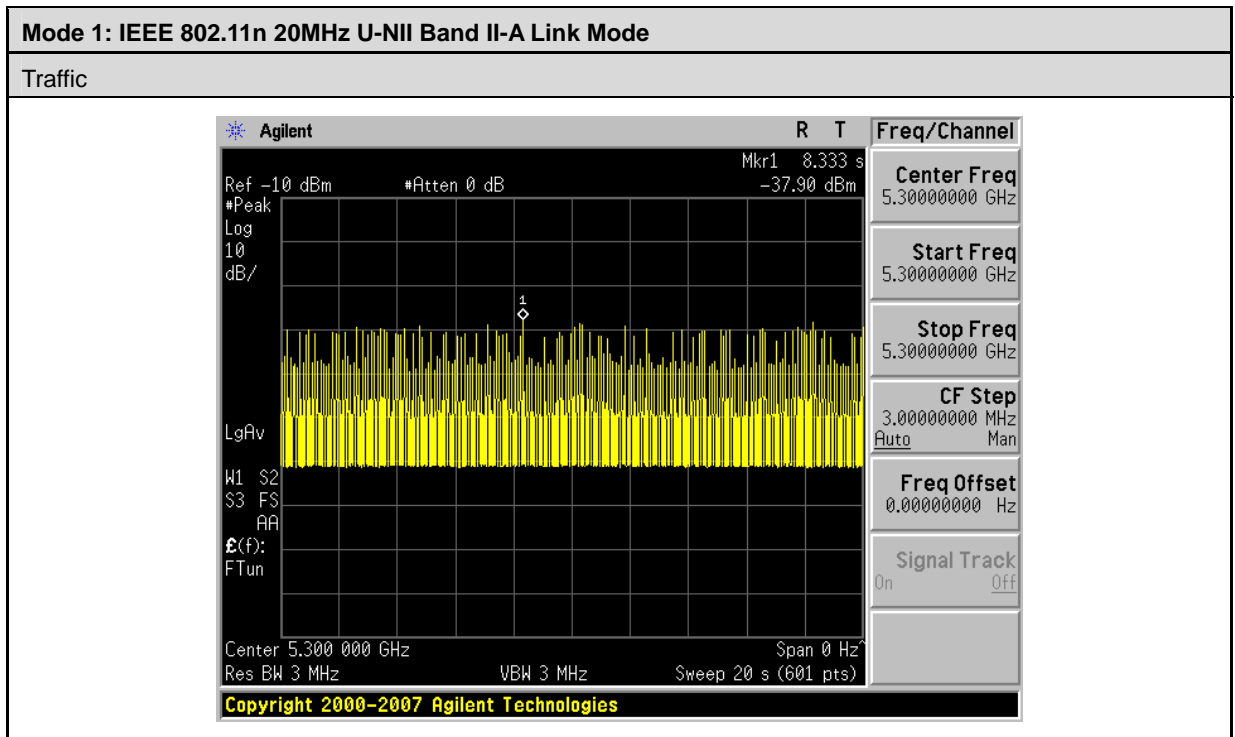 Mode 1: IEEE 802.11n 20MHz U-NII Band II-A Link Mode
Traffic
Agilent R T
Mkr1 8.333 s
Ref -10 dBm #Atten 0 dB -37.90 dBm
#Peak
Log
10
dB/
1
LgAv
W1 S2
S3 FS
AA
£(f):
FTun
Center 5.300 000 GHz Span 0 Hz^
Res BW 3 MHz VBW 3 MHz Sweep 20 s (601 pts)
Copyright 2000-2007 Agilent Technologies
Freq/Channel
Center Freq
5.30000000 GHz
Start Freq
5.30000000 GHz
Stop Freq
5.30000000 GHz
CF Step
3.00000000 MHz
Auto Man
Freq Offset
0.00000000 Hz
Signal Track
On Off